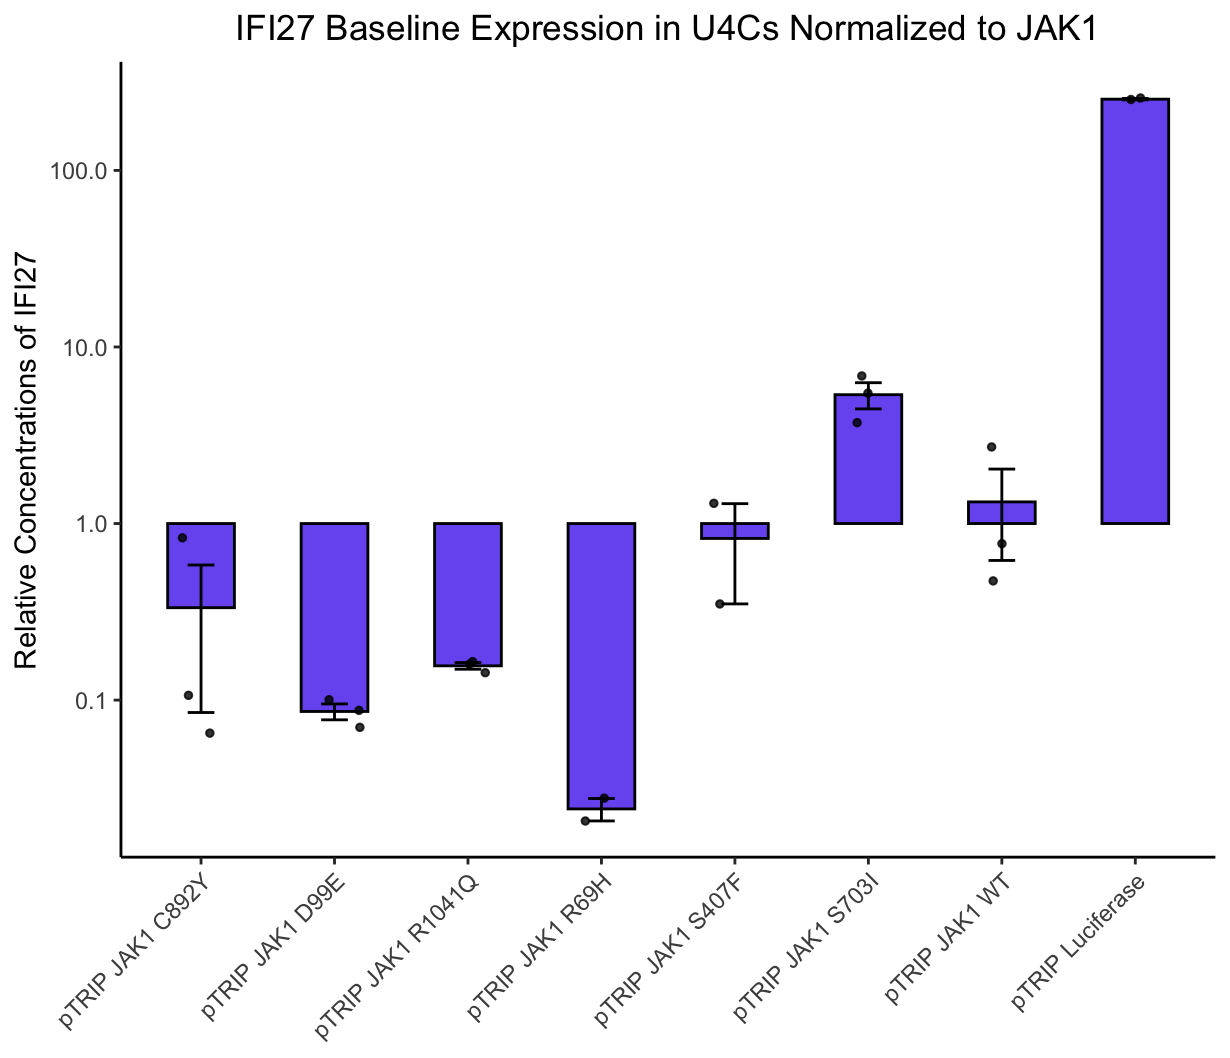 IFI27 Baseline Expression in U4Cs Normalized to JAK1
Relative Concentrations of IFI27
100.0
10.0
1.0
0.1
pTRIP JAK1 C892Y
pTRIP JAK1 D99E
pTRIP JAK1 R1041Q
pTRIP JAK1 R69H
pTRIP JAK1 S407F
pTRIP JAK1 S703I
pTRIP JAK1 WT
pTRIP Luciferase